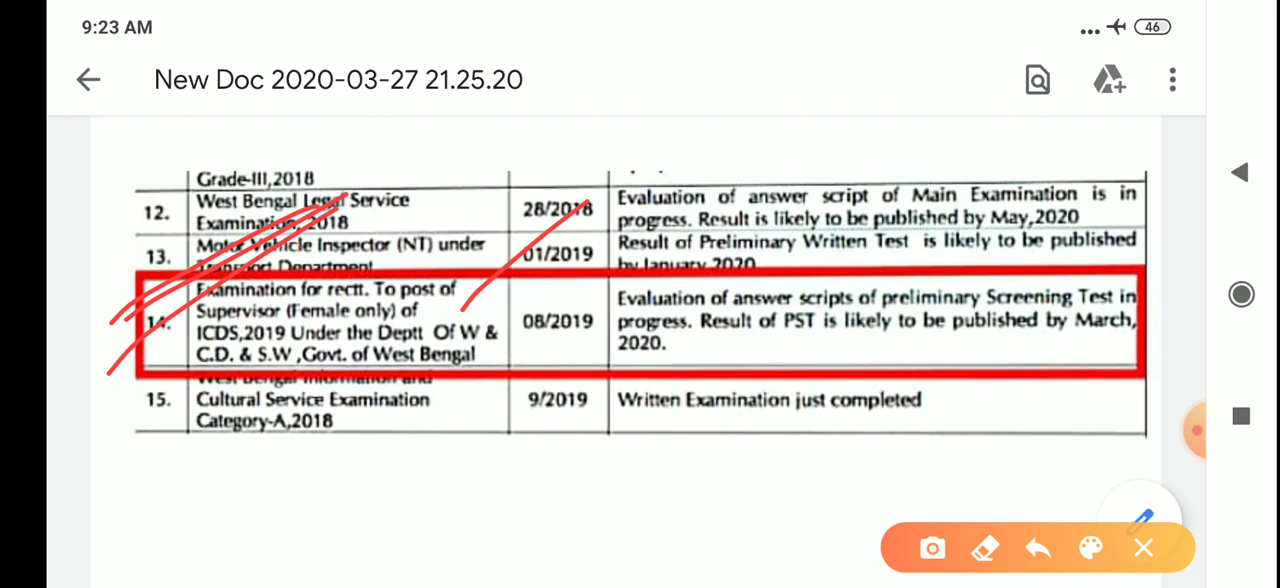 9:23 AM
46
New Doc 2020-03-27 21.25.20
Grade-III,2018
12.
West Bengal Legal Service
Examination, 2018
28/2018
Evaluation of answer script of Main Examination is in
progress. Result is likely to be published by May,2020
13.
Motor Vehicle Inspector (NT) under
Transport Department
01/2019
Result of Preliminary Written Test is likely to be published
by January 2020
14.
Examination for rectt. To post of
Supervisor (Female only) of
ICDS,2019 Under the Deptt Of W &
C.D. & S.W ,Govt. of West Bengal
08/2019
Evaluation of answer scripts of preliminary Screening Test in
progress. Result of PST is likely to be published by March,
2020.
15.
West Bengal Information and
Cultural Service Examination
Category-A,2018
9/2019
Written Examination just completed